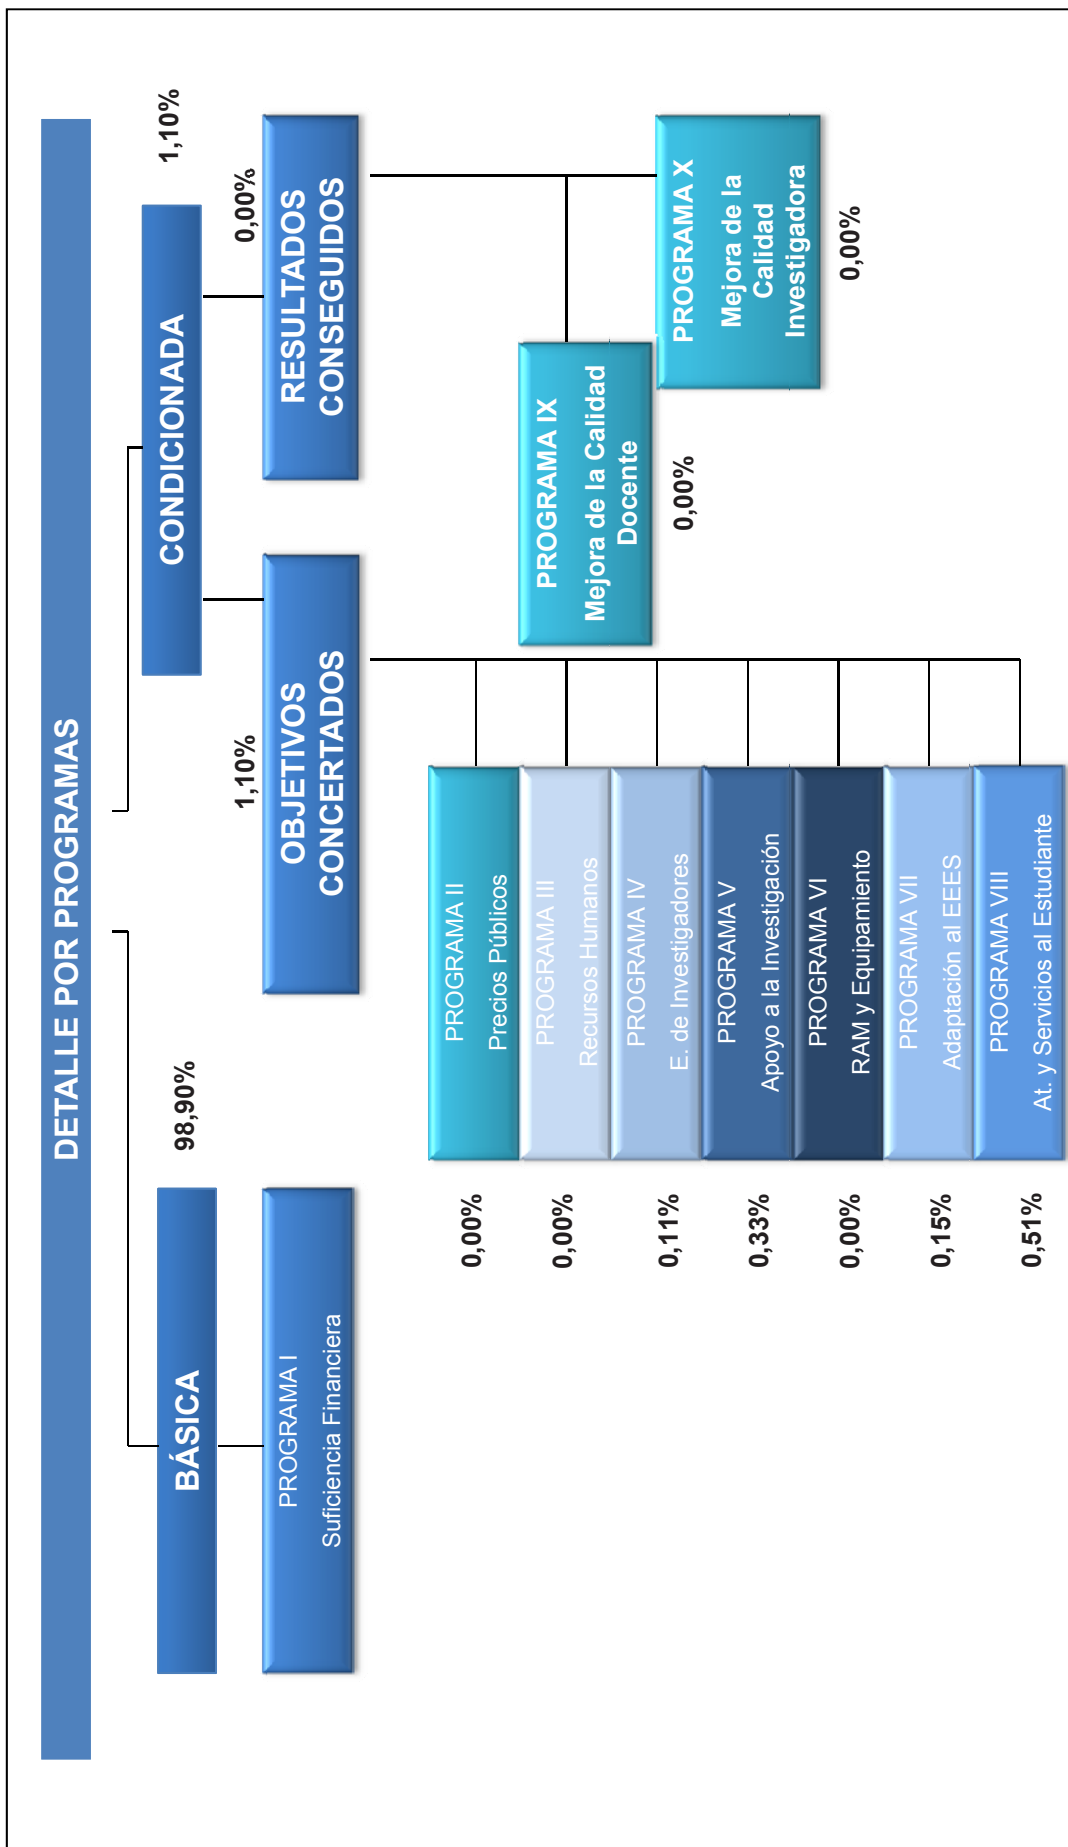 DETALLE POR PROGRAMAS
BÁSICA
98,90%
CONDICIONADA
1,10%
PROGRAMA I
Suficiencia Financiera
OBJETIVOS
CONCERTADOS
1,10%
RESULTADOS
CONSEGUIDOS
0,00%
PROGRAMA II
Precios Públicos
0,00%
PROGRAMA III
Recursos Humanos
0,00%
PROGRAMA IV
E. de Investigadores
0,11%
PROGRAMA V
Apoyo a la Investigación
0,33%
PROGRAMA VI
RAM y Equipamiento
0,00%
PROGRAMA VII
Adaptación al EEES
0,15%
PROGRAMA VIII
At. y Servicios al Estudiante
0,51%
PROGRAMA IX
Mejora de la Calidad
Docente
0,00%
PROGRAMA X
Mejora de la
Calidad
Investigadora
0,00%